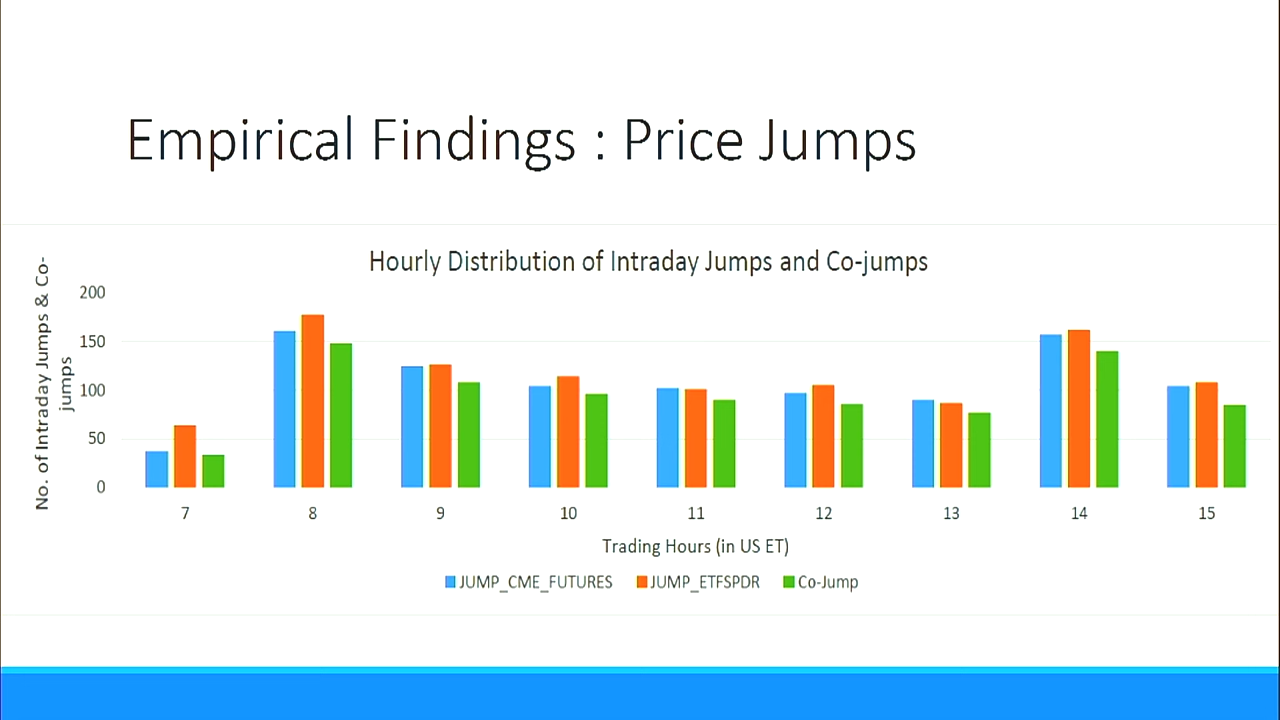 Empirical Findings : Price Jumps
Hourly Distribution of Intraday Jumps and Co-jumps
No. of Intraday Jumps & Co-
jumps
200
150
100
50
0
7 8 9 10 11 12 13 14 15
Trading Hours (in US ET)
JUMP_CME_FUTURES JUMP_ETFSPDR Co-Jump